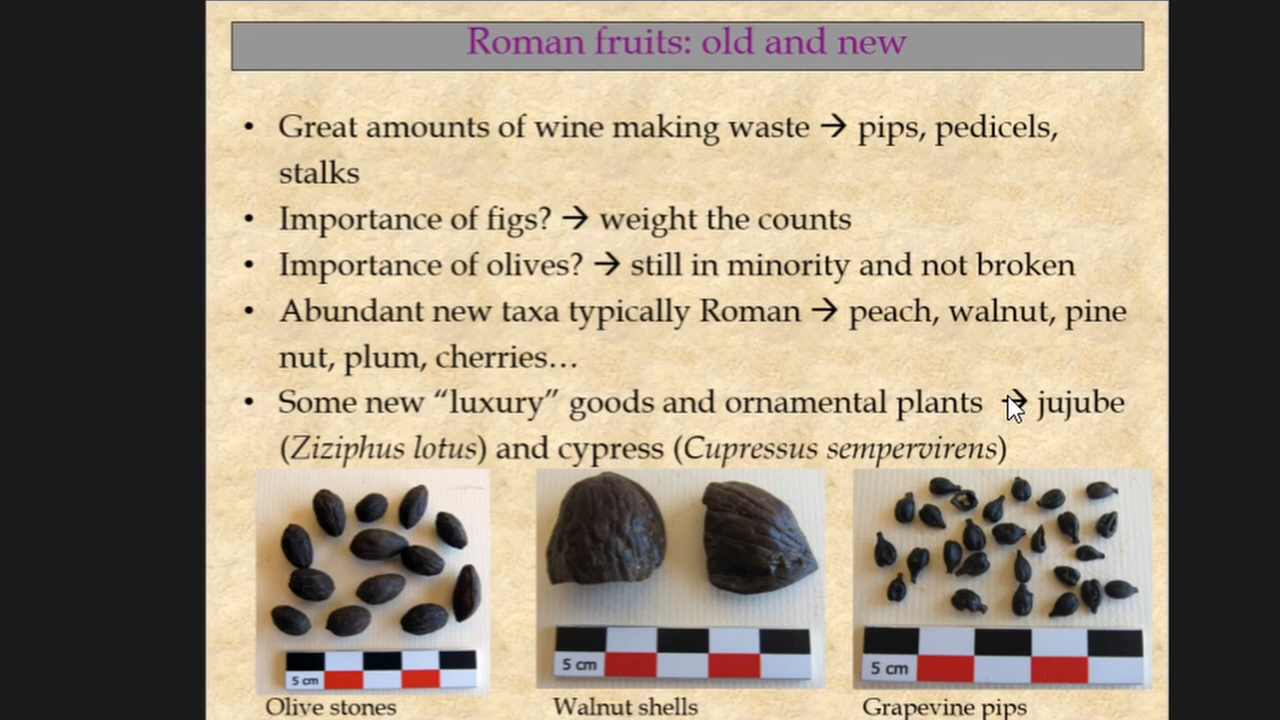 Roman fruits: old and new
• Great amounts of wine making waste → pips, pedicels,
stalks
• Importance of figs? → weight the counts
• Importance of olives? → still in minority and not broken
• Abundant new taxa typically Roman → peach, walnut, pine
nut, plum, cherries…
• Some new “luxury” goods and ornamental plants → jujube
(Ziziphus lotus) and cypress (Cupressus sempervirens)
5 cm
5 cm
5 cm
Olive stones
Walnut shells
Grapevine pips